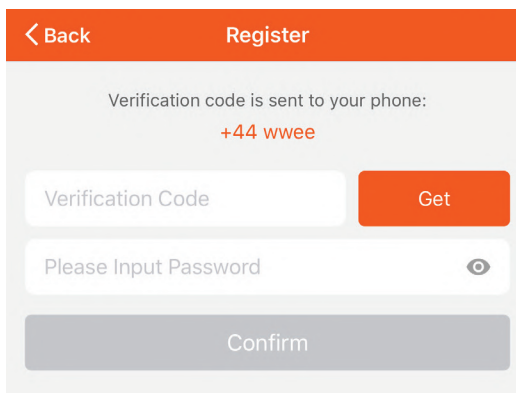 Back
Register
Verification code is sent to your phone:
+44 wwee
Verification Code
Get
Please Input Password
Confirm